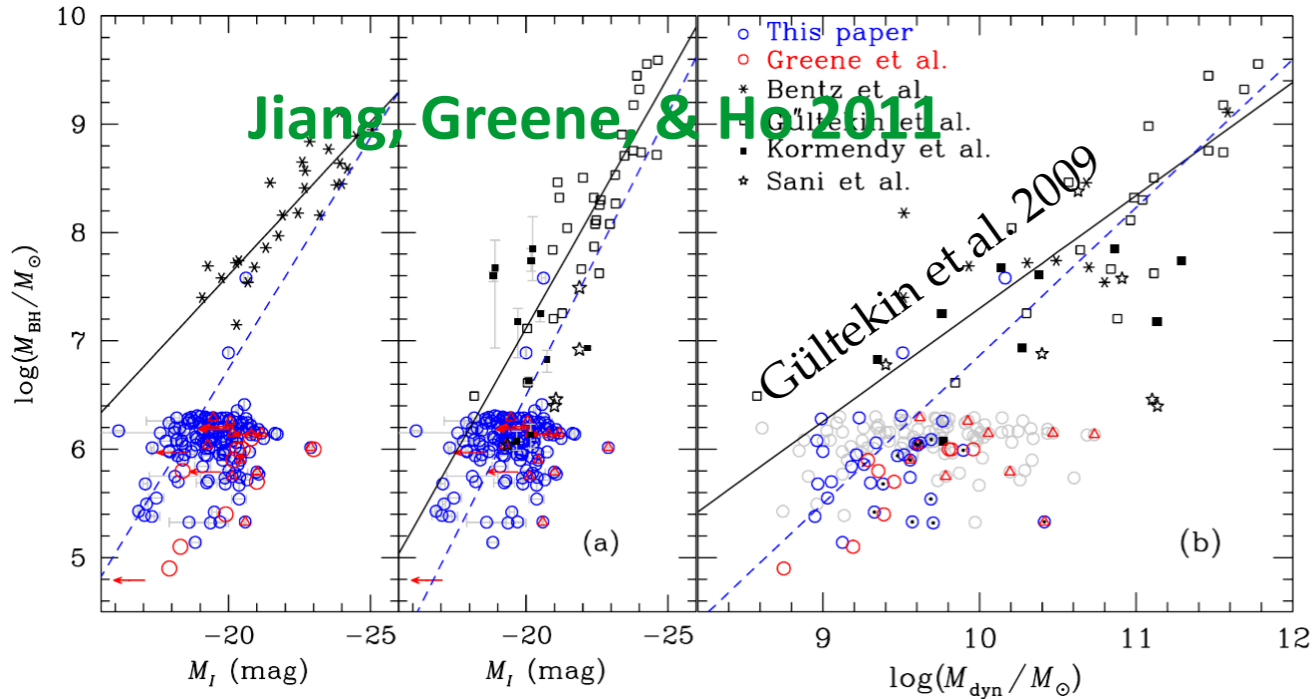 This paper
Greene et al.
Bentz et al.
Jiang, Greene, & Ho 2011
Gültekin et al.
Kormendy et al.
Sani et al.
Gültekin et al. 2009
log(M_BH/M_⊙)
10
9
8
7
6
5
(a)
(b)
-20
-25
-20
-25
9
10
11
12
M_I (mag)
M_I (mag)
log(M_dyn/M_⊙)